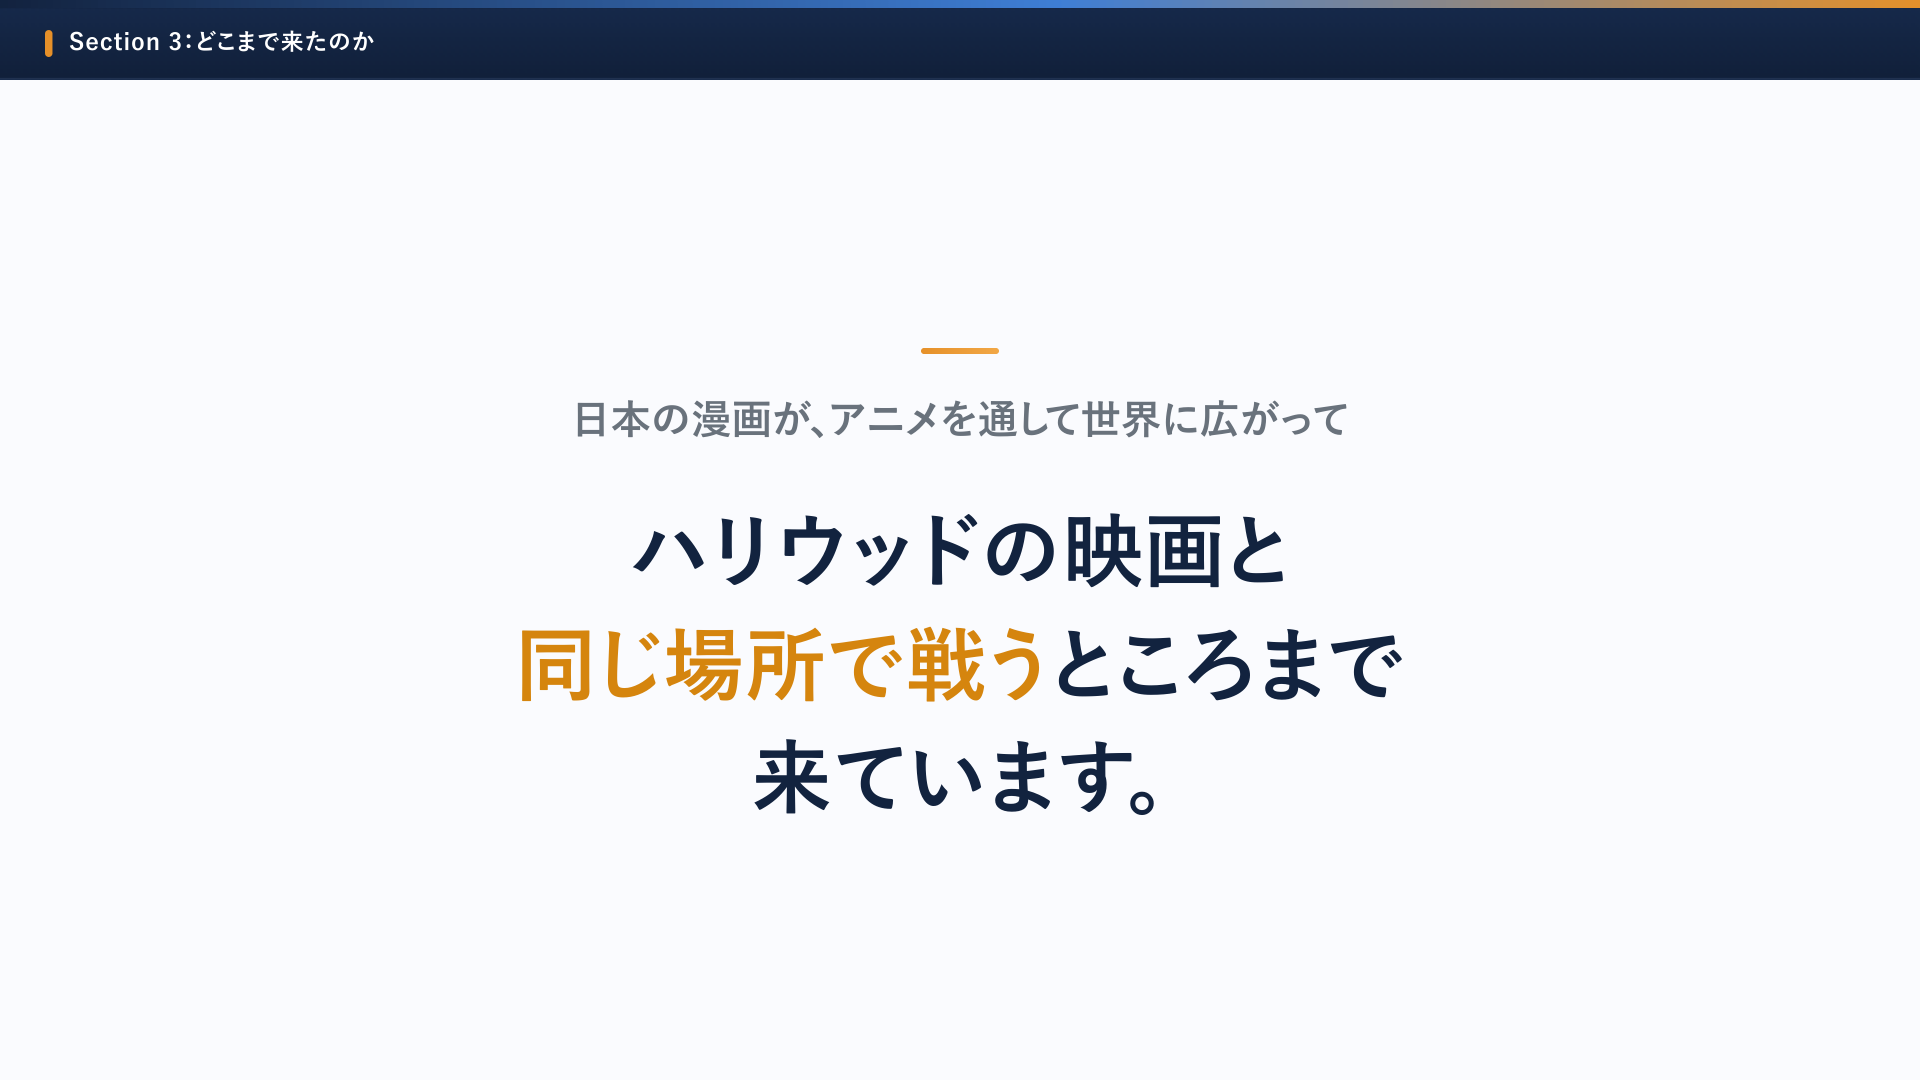 Section 3：どこまで来たのか
日本の漫画が、アニメを通して世界に広がって
ハリウッドの映画と
同じ場所で戦うところまで
来ています。